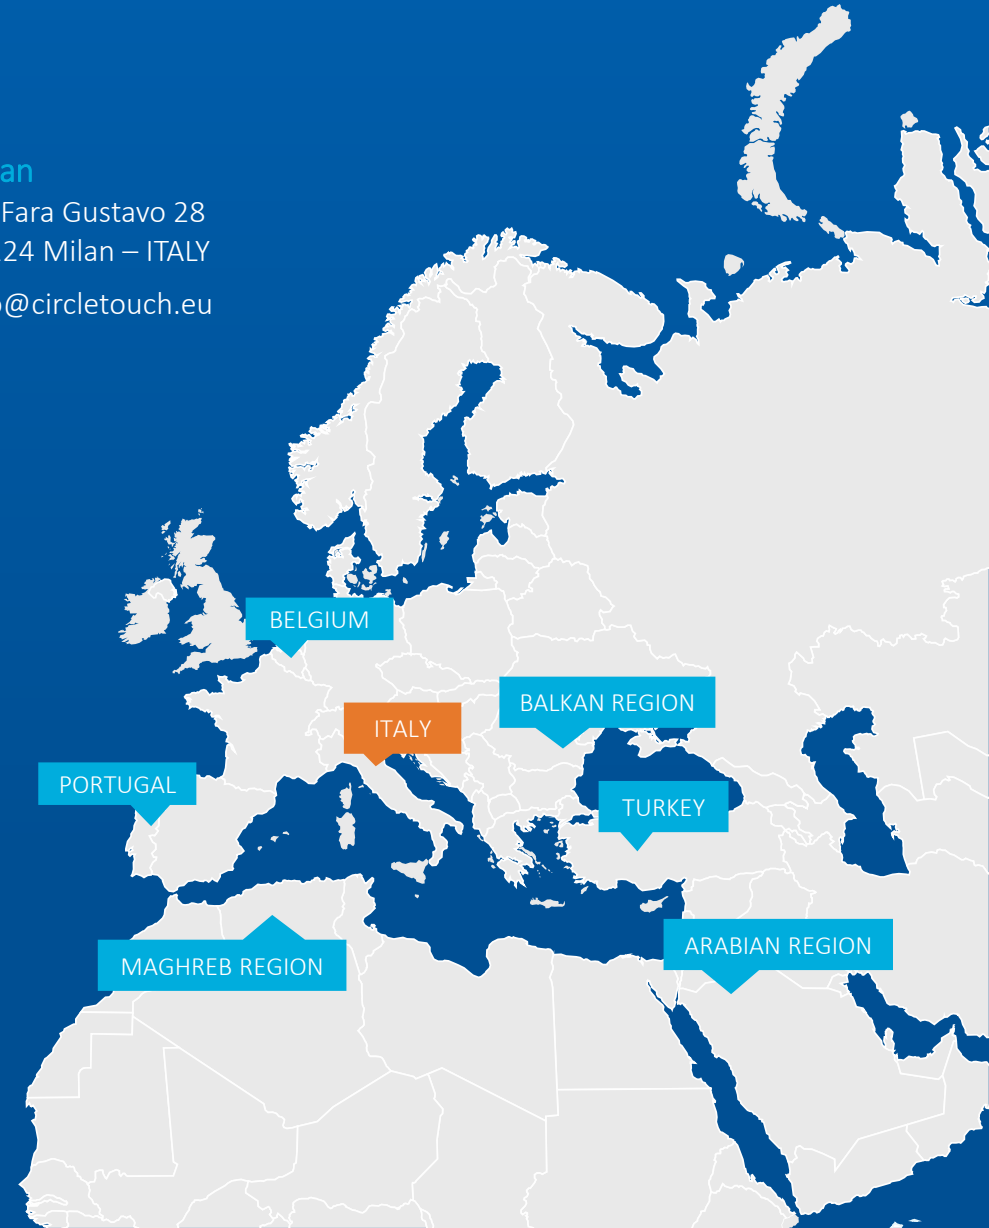 an
Fara Gustavo 28
24 Milan – ITALY
@circletouch.eu
BELGIUM
BALKAN REGION
ITALY
PORTUGAL
TURKEY
ARABIAN REGION
MAGHREB REGION